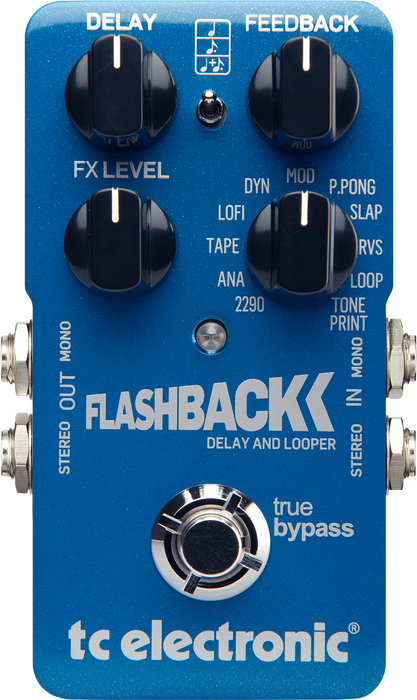 DELAY
FEEDBACK
FX LEVEL
MOD
DYN
MOD
P.PONG
LOFI
SLAP
TAPE
RVS
ANA
LOOP
2290
TONE
PRINT
STEREO OUT MONO
STEREO IN MONO
FLASHBACK
DELAY AND LOOPER
true
bypass
tc electronic®